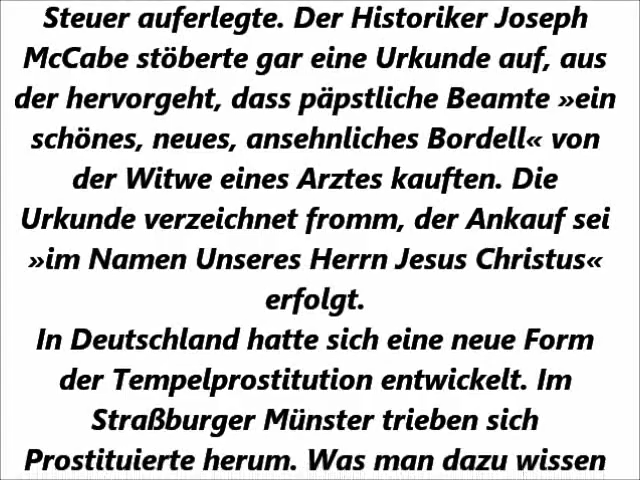 Steuer auferlegte. Der Historiker Joseph
McCabe stöberte gar eine Urkunde auf, aus
der hervorgeht, dass päpstliche Beamte »ein
schönes, neues, ansehnliches Bordell« von
der Witwe eines Arztes kauften. Die
Urkunde verzeichnet fromm, der Ankauf sei
»im Namen Unseres Herrn Jesus Christus«
erfolgt.
In Deutschland hatte sich eine neue Form
der Tempelprostitution entwickelt. Im
Straßburger Münster trieben sich
Prostituierte herum. Was man dazu wissen